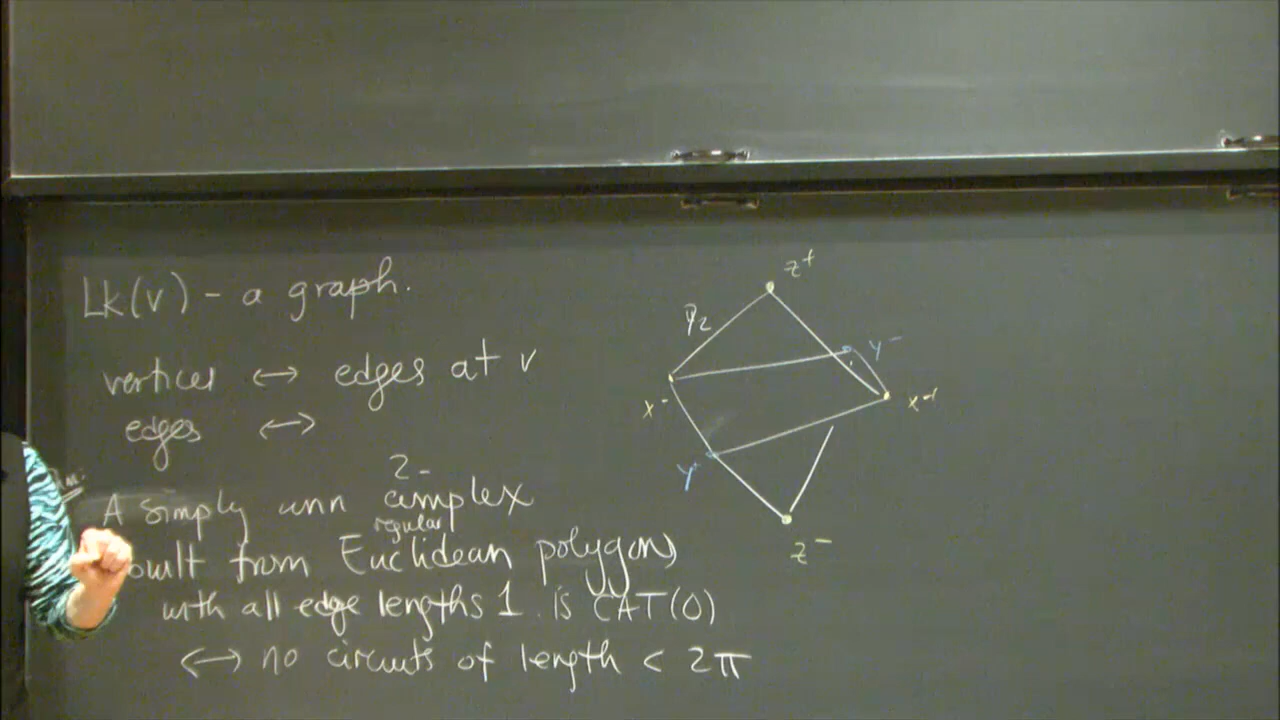 Lk(v) - a graph.
vertices ↔ edges at v
edges ↔
2-
A simply conn complex
regular
built from Euclidean polygons
with all edge lengths 1 is CAT(0)
↔ no circuits of length < 2π
z+
y-
x-
x+
y+
z-